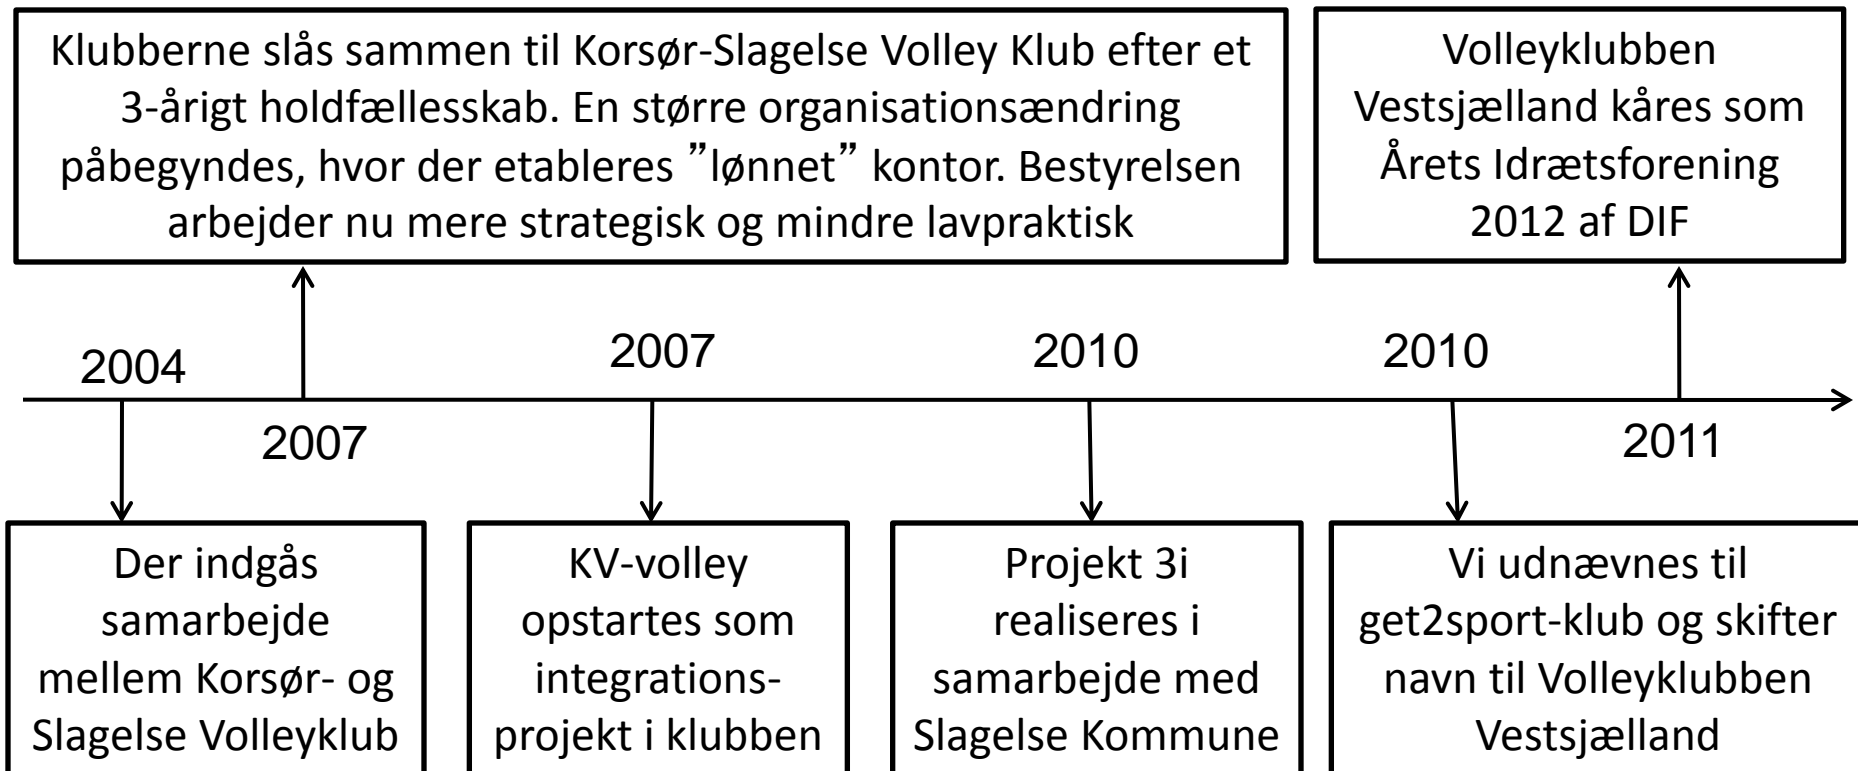 Klubberne slås sammen til Korsør-Slagelse Volley Klub efter et
3-årigt holdfællesskab. En større organisationsændring
påbegyndes, hvor der etableres ”lønnet” kontor. Bestyrelsen
arbejder nu mere strategisk og mindre lavpraktisk
Volleyklubben
Vestsjælland kåres som
Årets Idrætsforening
2012 af DIF
2004
2007
2007
2010
2010
2011
Der indgås
samarbejde
mellem Korsør- og
Slagelse Volleyklub
KV-volley
opstartes som
integrations-
projekt i klubben
Projekt 3i
realiseres i
samarbejde med
Slagelse Kommune
Vi udnævnes til
get2sport-klub og skifter
navn til Volleyklubben
Vestsjælland